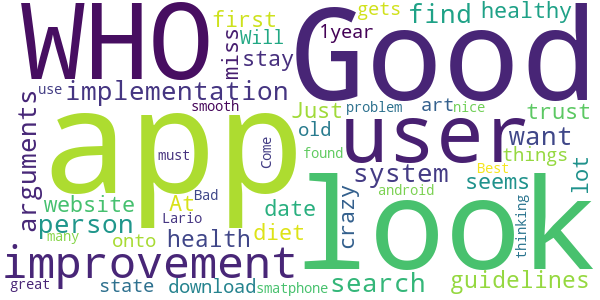 WHO
Good
first
gets
find
healthy
Will
miss
1year
stay
use
implementation
smooth
Just
problem
art
nice
trust
arguments
app
user
old
want
must
Come
found
system
things
website
At
Bad
Lario
date
crazy
android
seems
Best
lot
person
many
onto
health
diet
look
thinking
improvement
great
state
download
smatphone
search
guidelines